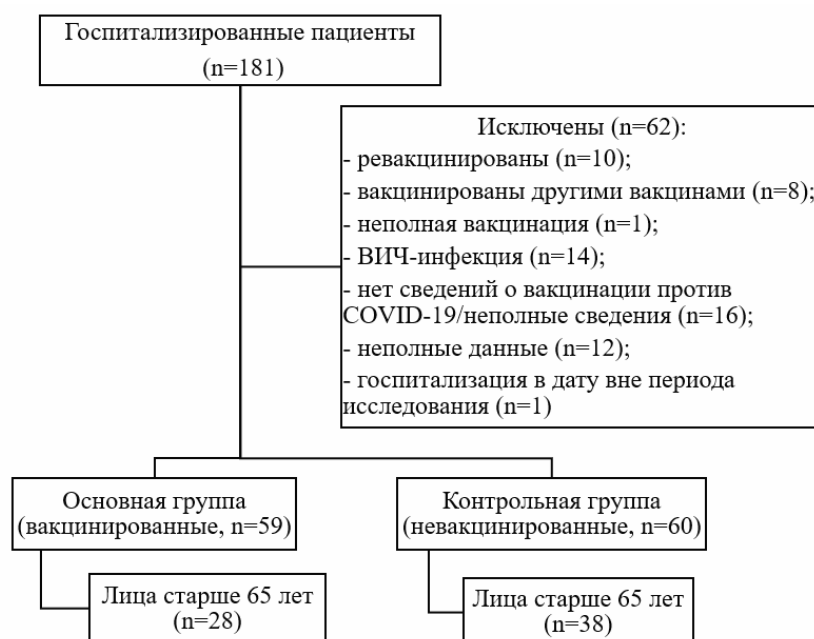 Госпитализированные пациенты
(n=181)
Исключены (n=62):
- ревакцинированы (n=10);
- вакцинированы другими вакцинами (n=8);
- неполная вакцинация (n=1);
- ВИЧ-инфекция (n=14);
- нет сведений о вакцинации против
COVID-19/неполные сведения (n=16);
- неполные данные (n=12);
- госпитализация в дату вне периода
исследования (n=1)
Основная группа
(вакцинированные, n=59)
Контрольная группа
(невакцинированные, n=60)
Лица старше 65 лет
(n=28)
Лица старше 65 лет
(n=38)